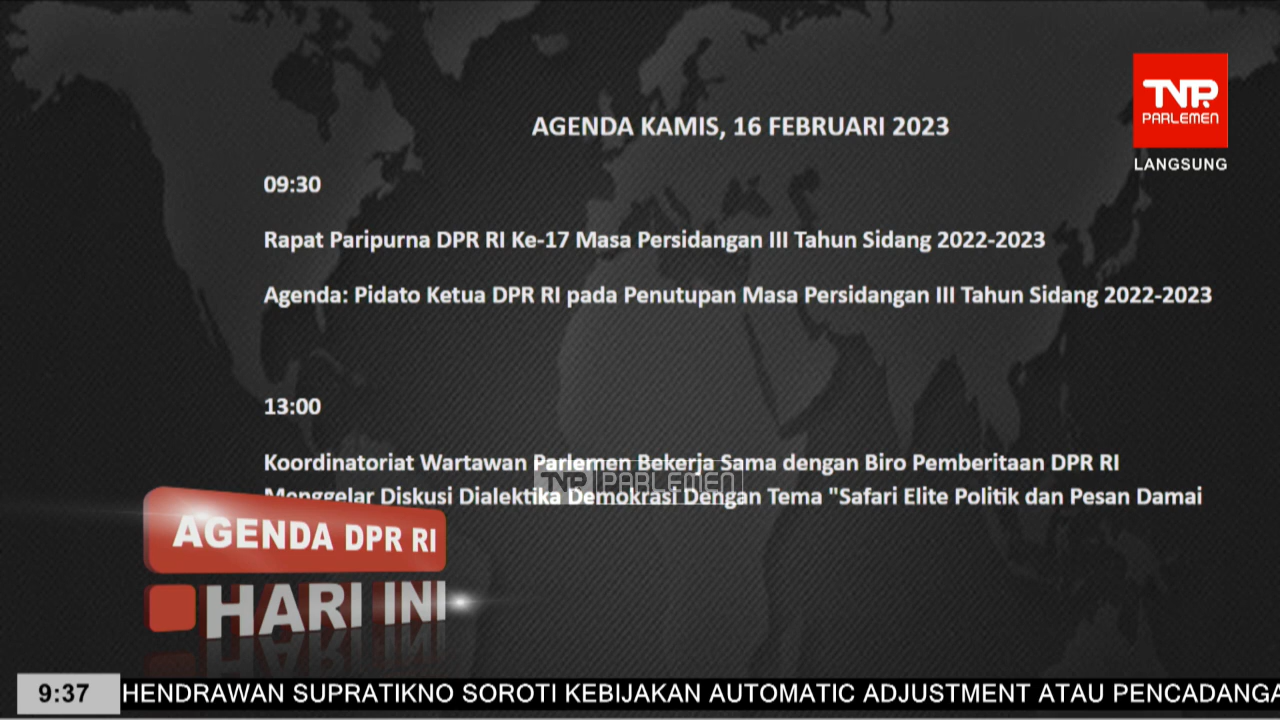 AGENDA KAMIS, 16 FEBRUARI 2023
TVR
PARLEMEN
LANGSUNG
09:30
Rapat Paripurna DPR RI Ke-17 Masa Persidangan III Tahun Sidang 2022-2023
Agenda: Pidato Ketua DPR RI pada Penutupan Masa Persidangan III Tahun Sidang 2022-2023
13:00
Koordinatoriat Wartawan Parlemen Bekerja Sama dengan Biro Pemberitaan DPR RI
TVR PARLEMEN
Menggelar Diskusi Dialektika Demokrasi Dengan Tema "Safari Elite Politik dan Pesan Damai
AGENDA DPR RI
HARI INI
9:37 HENDRAWAN SUPRATIKNO SOROTI KEBIJAKAN AUTOMATIC ADJUSTMENT ATAU PENCADANGA